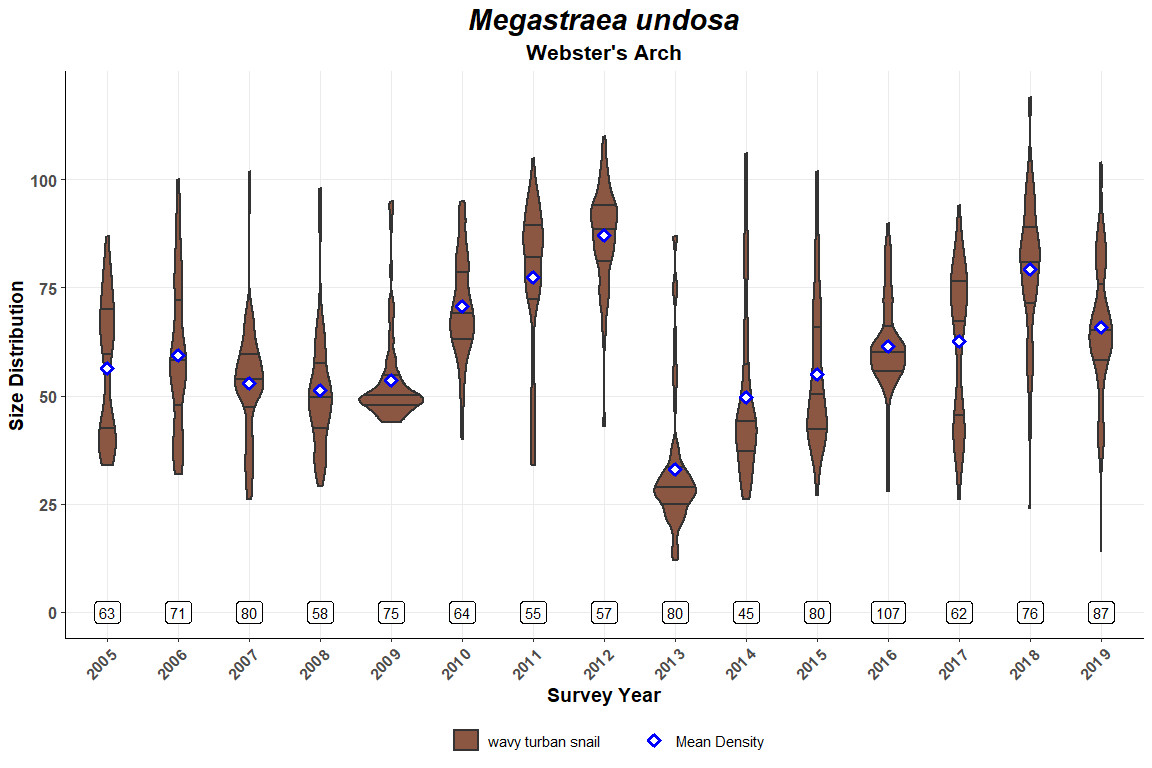 Megastraea undosa
Webster's Arch
Size Distribution
100
75
50
25
0
63 71 80 58 75 64 55 57 80 45 80 107 62 76 87
2005 2006 2007 2008 2009 2010 2011 2012 2013 2014 2015 2016 2017 2018 2019
Survey Year
wavy turban snail Mean Density